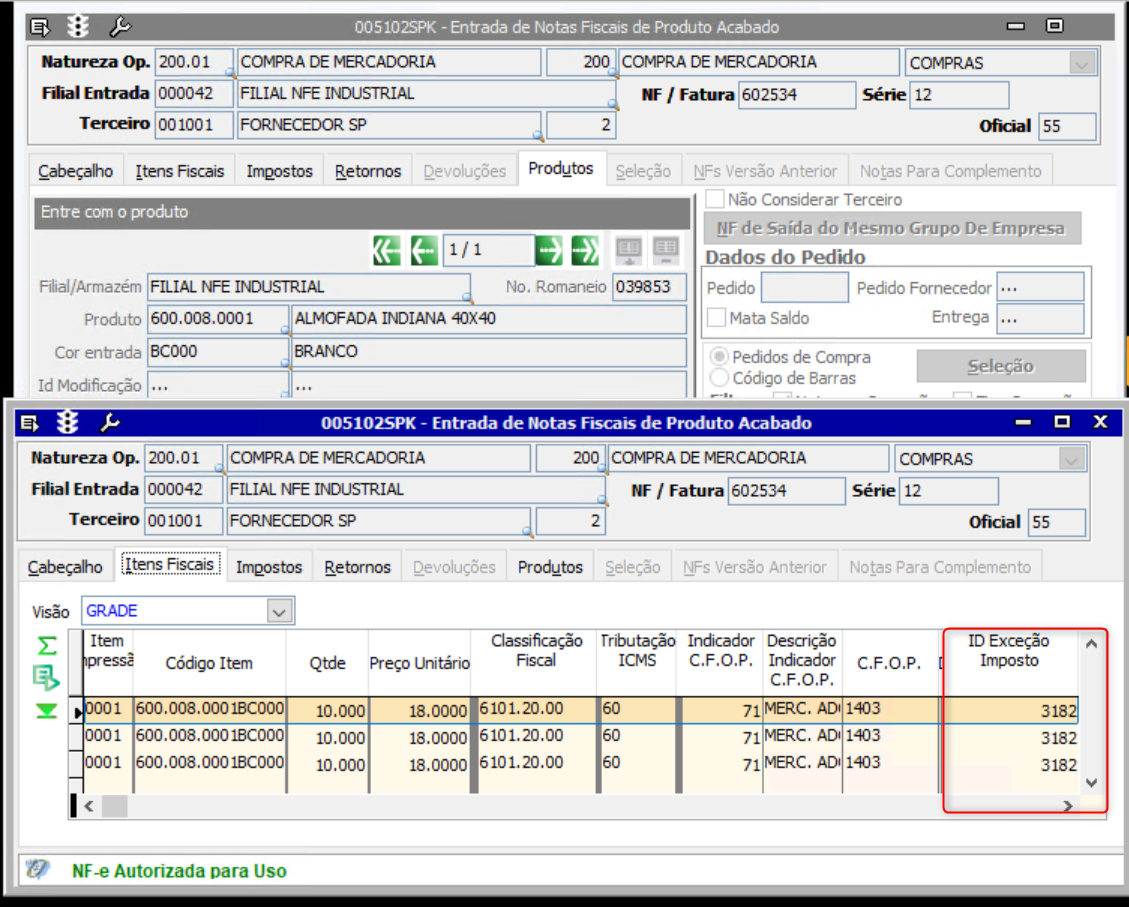 005102SPK - Entrada de Notas Fiscais de Produto Acabado
Natureza Op. 200.01 COMPRA DE MERCADORIA 200 COMPRA DE MERCADORIA COMPRAS
Filial Entrada 000042 FILIAL NFE INDUSTRIAL NF / Fatura 602534 Série 12
Terceiro 001001 FORNECEDOR SP 2 Oficial 55
Cabeçalho Itens Fiscais Impostos Retornos Devoluções Produtos Seleção NFs Versão Anterior Notas Para Complemento
Não Considerar Terceiro
Entre com o produto
NF de Saída do Mesmo Grupo De Empresa
1 / 1
Dados do Pedido
Filial/Armazém FILIAL NFE INDUSTRIAL No. Romaneio 039853
Pedido Pedido Fornecedor ...
Produto 600.008.0001 ALMOFADA INDIANA 40X40
Mata Saldo Entrega ...
Cor entrada BC000 BRANCO
Pedidos de Compra
Seleção
Código de Barras
Id Modificação ... ...
005102SPK - Entrada de Notas Fiscais de Produto Acabado
Natureza Op. 200.01 COMPRA DE MERCADORIA 200 COMPRA DE MERCADORIA COMPRAS
Filial Entrada 000042 FILIAL NFE INDUSTRIAL NF / Fatura 602534 Série 12
Terceiro 001001 FORNECEDOR SP 2 Oficial 55
Cabeçalho Itens Fiscais Impostos Retornos Devoluções Produtos Seleção NFs Versão Anterior Notas Para Complemento
Visão GRADE
Item Classificação Tributação Indicador Descrição ID Exceção
mpressã Código Item Qtde Preço Unitário Fiscal ICMS C.F.O.P. Indicador C.F.O.P. Imposto
C.F.O.P.
0001 600.008.0001BC000 10.000 18.0000 6101.20.00 60 71 MERC. AD 1403 3182
0001 600.008.0001BC000 10.000 18.0000 6101.20.00 60 71 MERC. AD 1403 3182
0001 600.008.0001BC000 10.000 18.0000 6101.20.00 60 71 MERC. AD 1403 3182
NF-e Autorizada para Uso